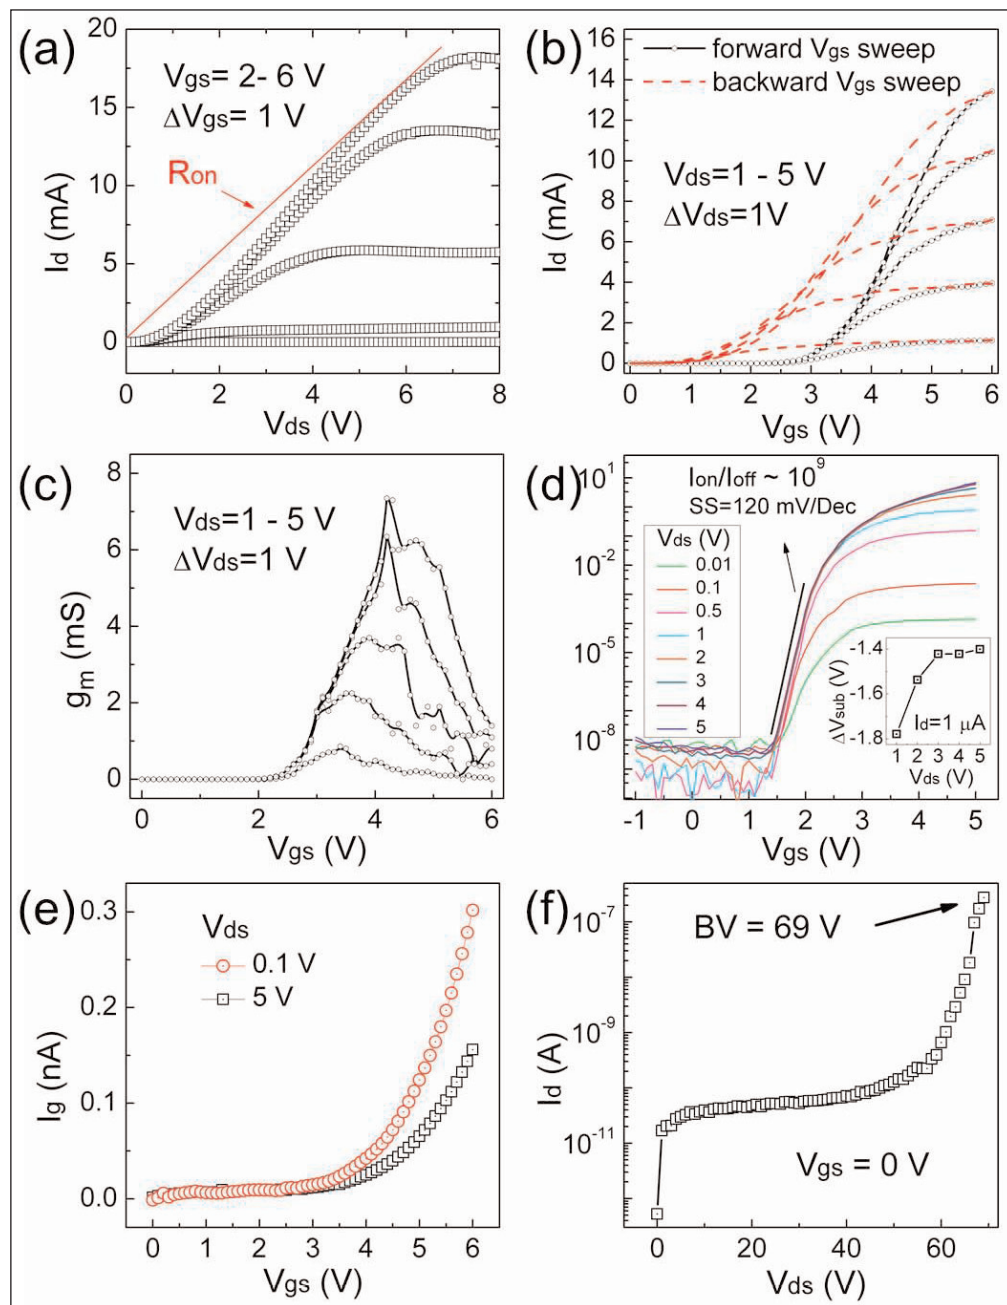 (a)
Vgs= 2- 6 V
ΔVgs= 1 V
Ron
Id (mA)
20
15
10
5
0
0 2 4 6 8
Vds (V)
(b)
forward Vgs sweep
backward Vgs sweep
Vds=1 - 5 V
ΔVds=1V
Id (mA)
16
14
12
10
8
6
4
2
0
0 1 2 3 4 5 6
Vgs (V)
(c)
Vds=1 - 5 V
ΔVds=1 V
gm (mS)
8
6
4
2
0
0 2 4 6
Vgs (V)
(d)
Ion/Ioff ~ 10^9
SS=120 mV/Dec
Vds (V)
0.01
0.1
0.5
1
2
3
4
5
10^1
10^-2
10^-5
10^-8
-1 0 1 2 3 4 5
Vgs (V)
ΔVsub (V)
-1.4
-1.6
-1.8
Id=1 μA
1 2 3 4 5
Vds (V)
(e)
Vds
0.1 V
5 V
Ig (nA)
0.3
0.2
0.1
0.0
0 1 2 3 4 5 6
Vgs (V)
(f)
BV = 69 V
Vgs = 0 V
Id (A)
10^-7
10^-9
10^-11
0 20 40 60
Vds (V)